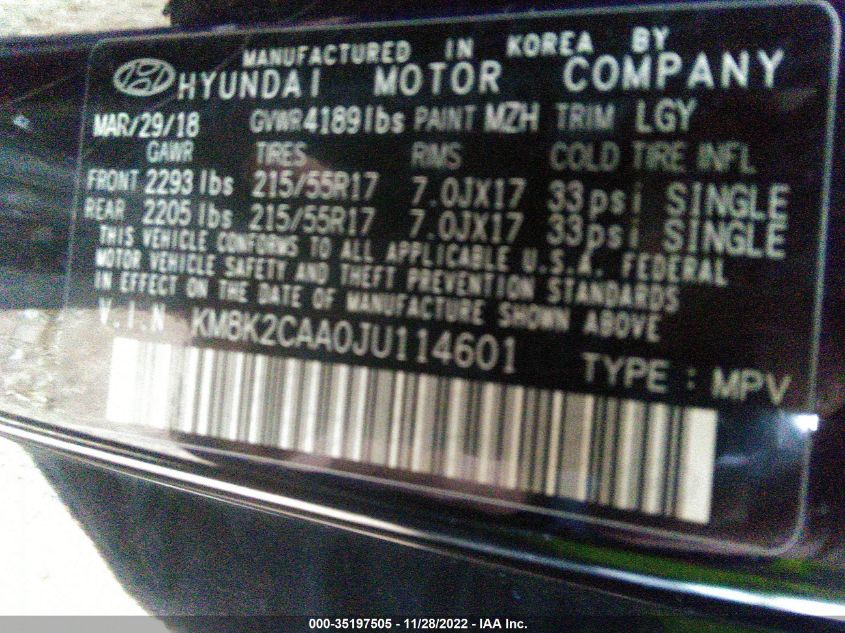 MANUFACTURED IN KOREA BY
HYUNDAI MOTOR COMPANY
MAR/29/18 GVWR 4189lbs PAINT MZH TRIM LGY
GAWR TIRES RIMS COLD TIRE INFL
FRONT 2293 lbs 215/55R17 7.0JX17 33psi SINGLE
REAR 2205 lbs 215/55R17 7.0JX17 33psi SINGLE
THIS VEHICLE CONFORMS TO ALL APPLICABLE U.S.A. FEDERAL
MOTOR VEHICLE SAFETY AND THEFT PREVENTION STANDARDS
IN EFFECT ON THE DATE OF MANUFACTURE SHOWN ABOVE
V.I.N KM8K2CAA0JU114601
TYPE : MPV
000-35197505 - 11/28/2022 - IAA Inc.